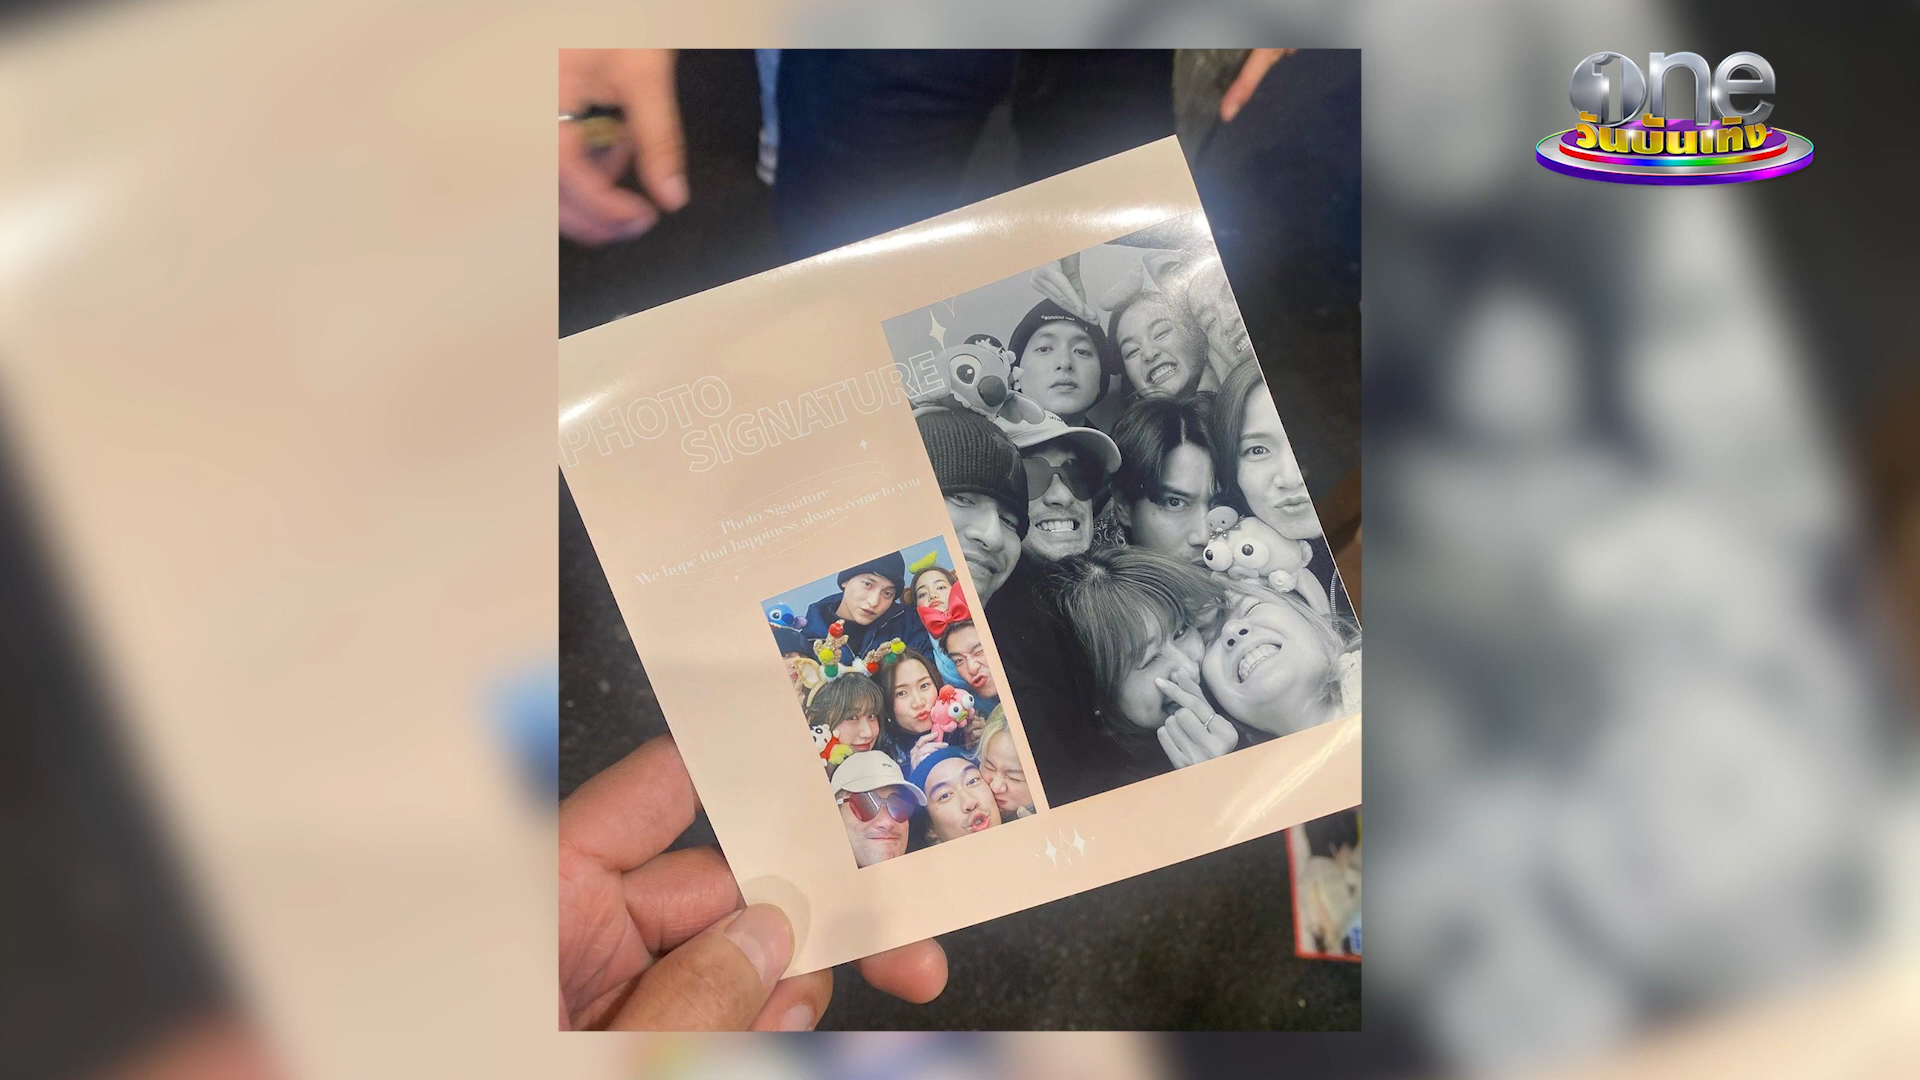 one
วันบันเทิง
PHOTO
SIGNATURE
Photo Signature
We hope that happiness always come to you